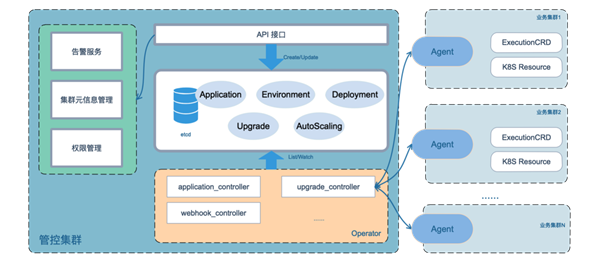 告警服务
集群元信息管理
权限管理
API 接口
Create/Update
etcd
Application
Environment
Deployment
Upgrade
AutoScaling
List/Watch
application_controller
upgrade_controller
webhook_controller
......
Operator
管控集群
业务集群1
Agent
ExecutionCRD
K8S Resource
业务集群2
Agent
ExecutionCRD
K8S Resource
......
Agent
业务集群N